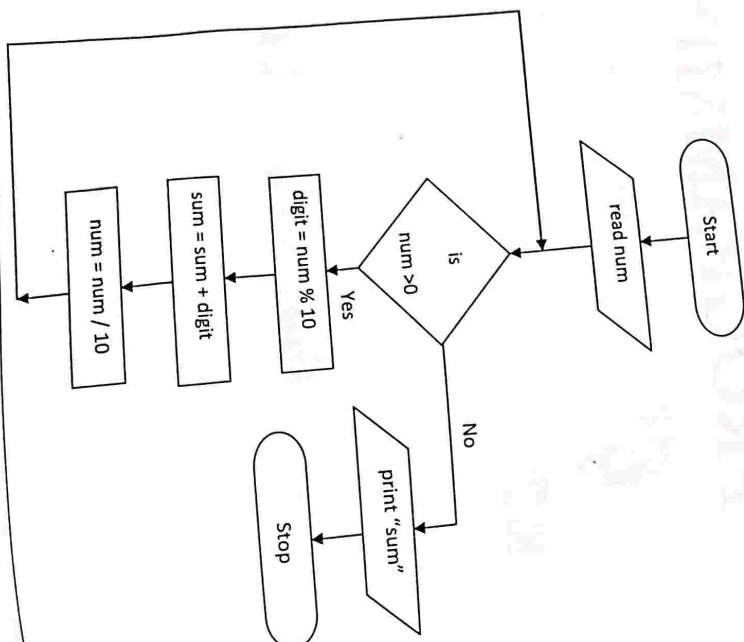 Start
read num
is
num >0
Yes
digit = num % 10
sum = sum + digit
num = num / 10
No
print "sum"
Stop